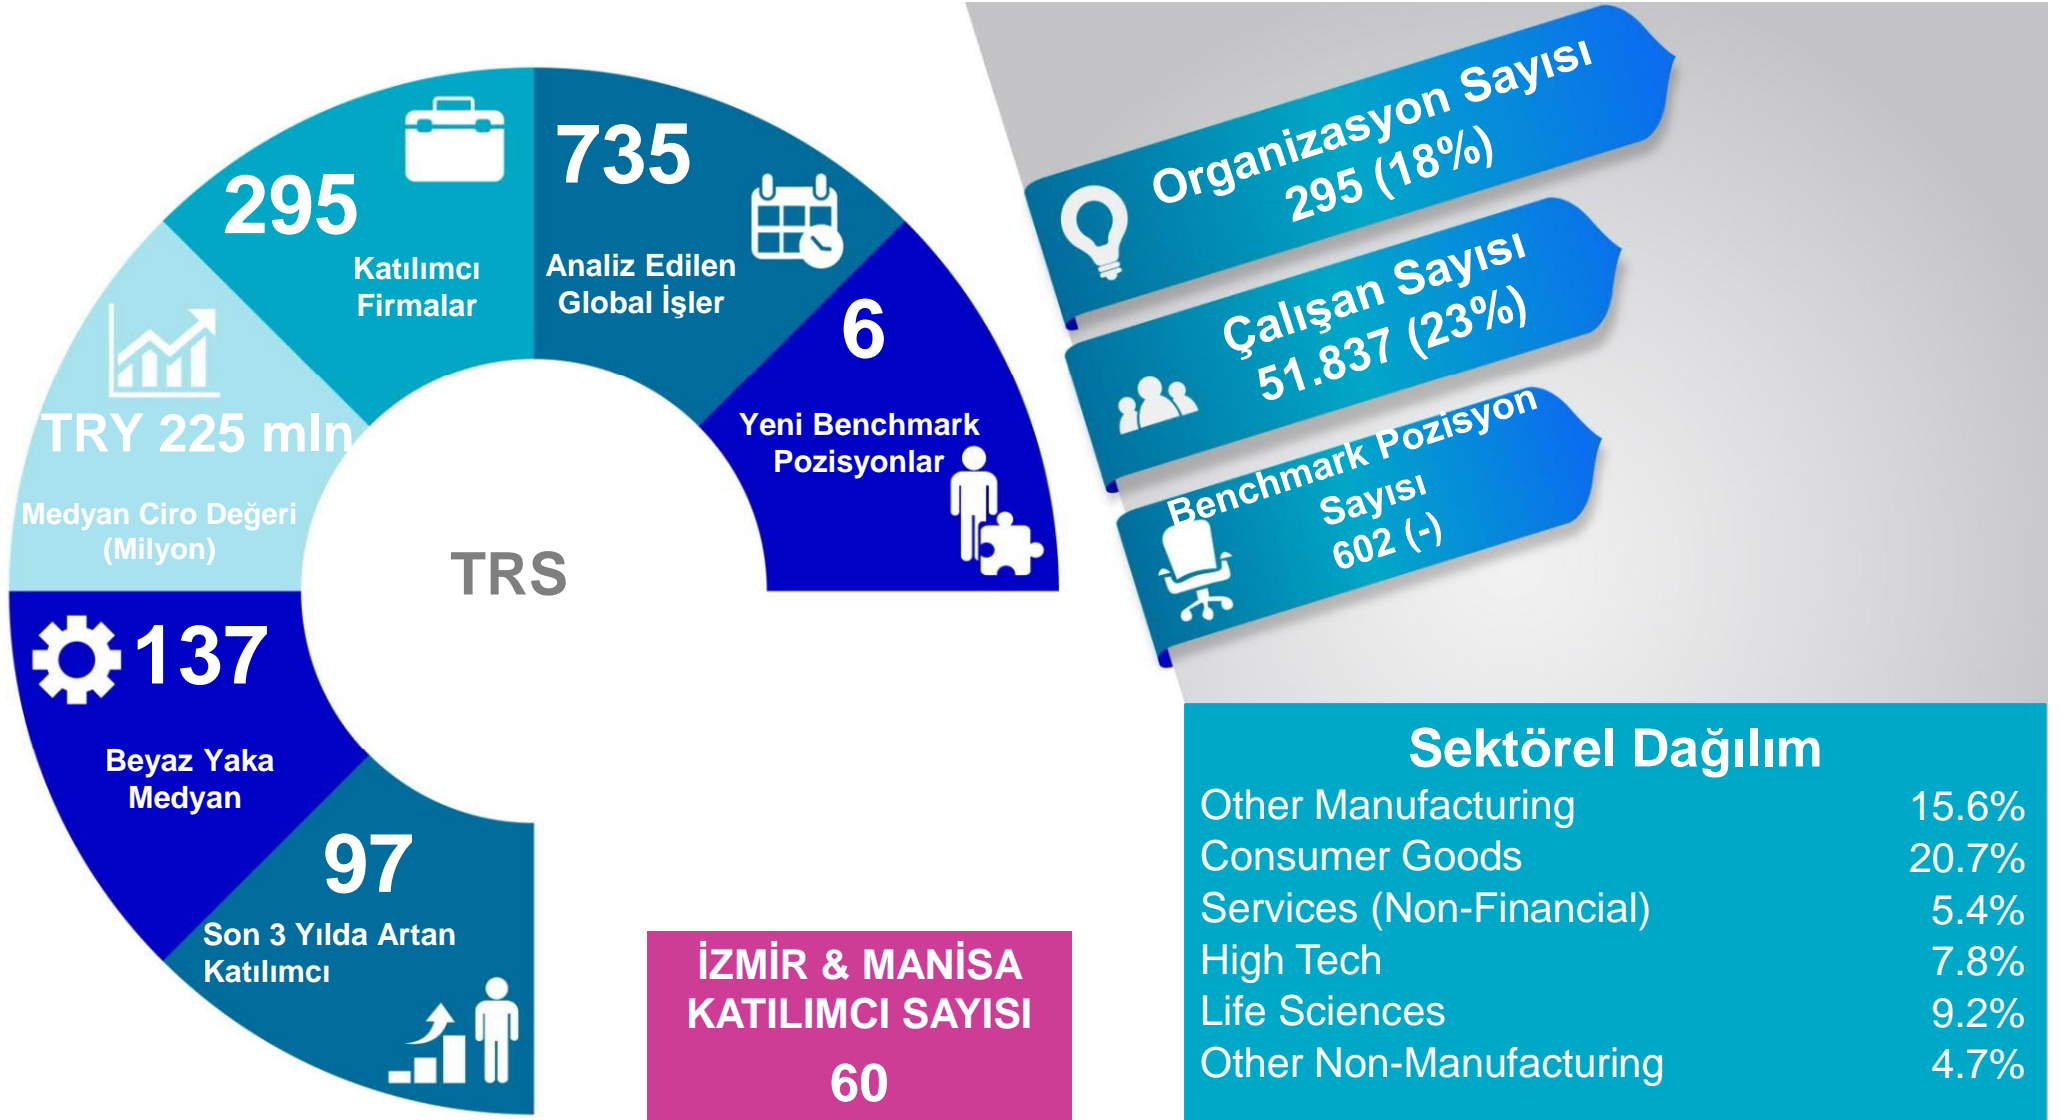 295
Katılımcı
Firmalar
735
Analiz Edilen
Global İşler
6
Yeni Benchmark
Pozisyonlar
TRY 225 mln
Medyan Ciro Değeri
(Milyon)
TRS
137
Beyaz Yaka
Medyan
97
Son 3 Yılda Artan
Katılımcı
İZMİR & MANİSA
KATILIMCI SAYISI
60
Organizasyon Sayısı
295 (18%)
Çalışan Sayısı
51.837 (23%)
Benchmark Pozisyon
Sayısı
602 (-)
Sektörel Dağılım
Other Manufacturing 15.6%
Consumer Goods 20.7%
Services (Non-Financial) 5.4%
High Tech 7.8%
Life Sciences 9.2%
Other Non-Manufacturing 4.7%